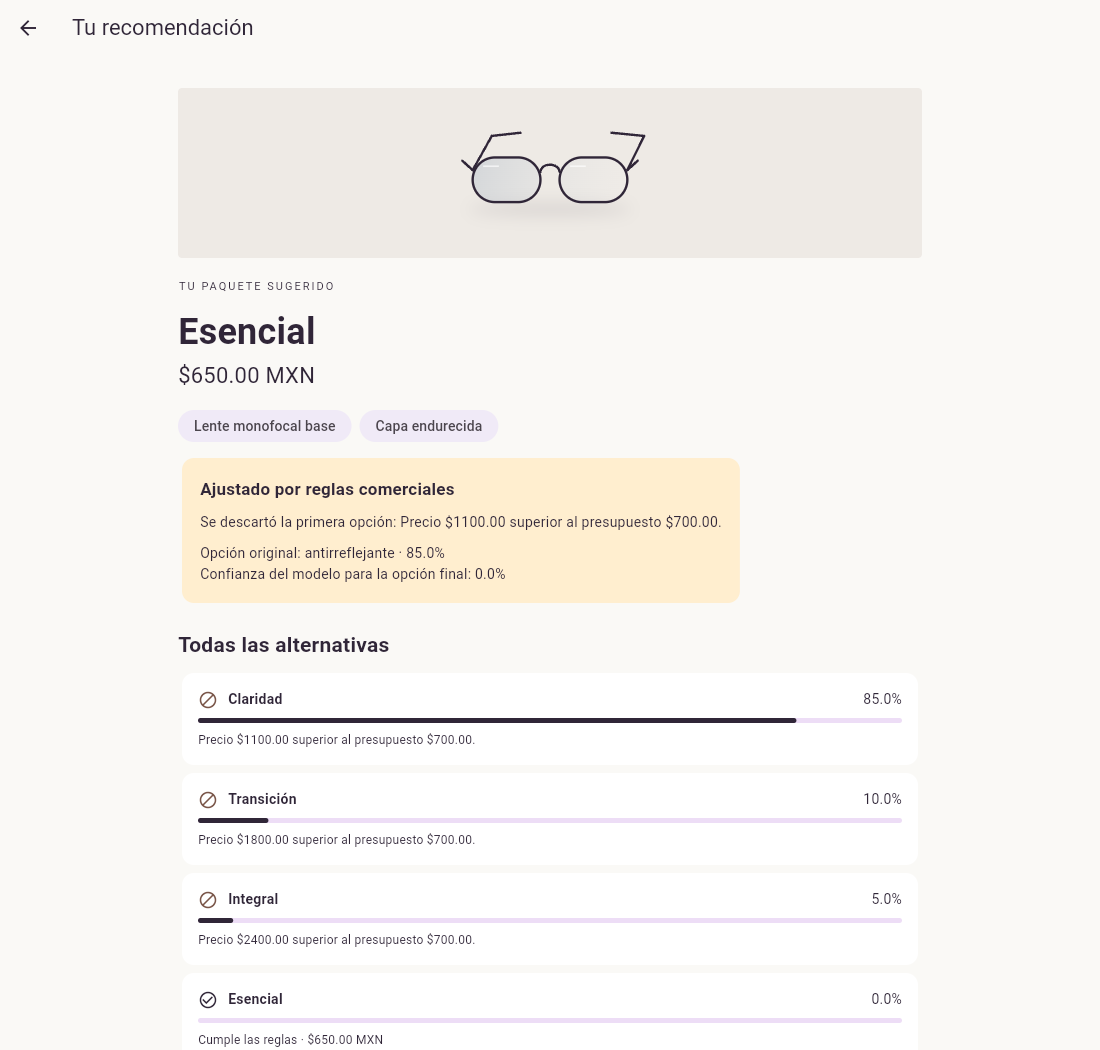 Tu recomendación
TU PAQUETE SUGERIDO
Esencial
$650.00 MXN
Lente monofocal base
Capa endurecida
Ajustado por reglas comerciales
Se descartó la primera opción: Precio $1100.00 superior al presupuesto $700.00.
Opción original: antirreflejante · 85.0%
Confianza del modelo para la opción final: 0.0%
Todas las alternativas
Claridad 85.0%
Precio $1100.00 superior al presupuesto $700.00.
Transición 10.0%
Precio $1800.00 superior al presupuesto $700.00.
Integral 5.0%
Precio $2400.00 superior al presupuesto $700.00.
Esencial 0.0%
Cumple las reglas · $650.00 MXN